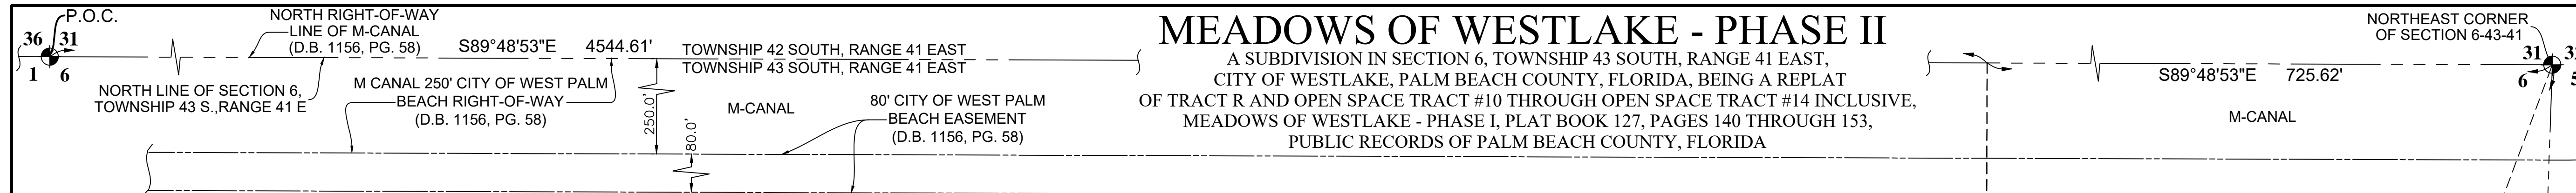 P.O.C.
36 31
1 6
NORTH RIGHT-OF-WAY
LINE OF M-CANAL
(D.B. 1156, PG. 58)
S89°48'53"E 4544.61'
TOWNSHIP 42 SOUTH, RANGE 41 EAST
TOWNSHIP 43 SOUTH, RANGE 41 EAST
NORTH LINE OF SECTION 6,
TOWNSHIP 43 S.,RANGE 41 E
M CANAL 250' CITY OF WEST PALM
BEACH RIGHT-OF-WAY
(D.B. 1156, PG. 58)
250.0'
80.0'
M-CANAL
80' CITY OF WEST PALM
BEACH EASEMENT
(D.B. 1156, PG. 58)
MEADOWS OF WESTLAKE - PHASE II
A SUBDIVISION IN SECTION 6, TOWNSHIP 43 SOUTH, RANGE 41 EAST,
CITY OF WESTLAKE, PALM BEACH COUNTY, FLORIDA, BEING A REPLAT
OF TRACT R AND OPEN SPACE TRACT #10 THROUGH OPEN SPACE TRACT #14 INCLUSIVE,
MEADOWS OF WESTLAKE - PHASE I, PLAT BOOK 127, PAGES 140 THROUGH 153,
PUBLIC RECORDS OF PALM BEACH COUNTY, FLORIDA
NORTHEAST CORNER
OF SECTION 6-43-41
S89°48'53"E 725.62'
M-CANAL
31
6